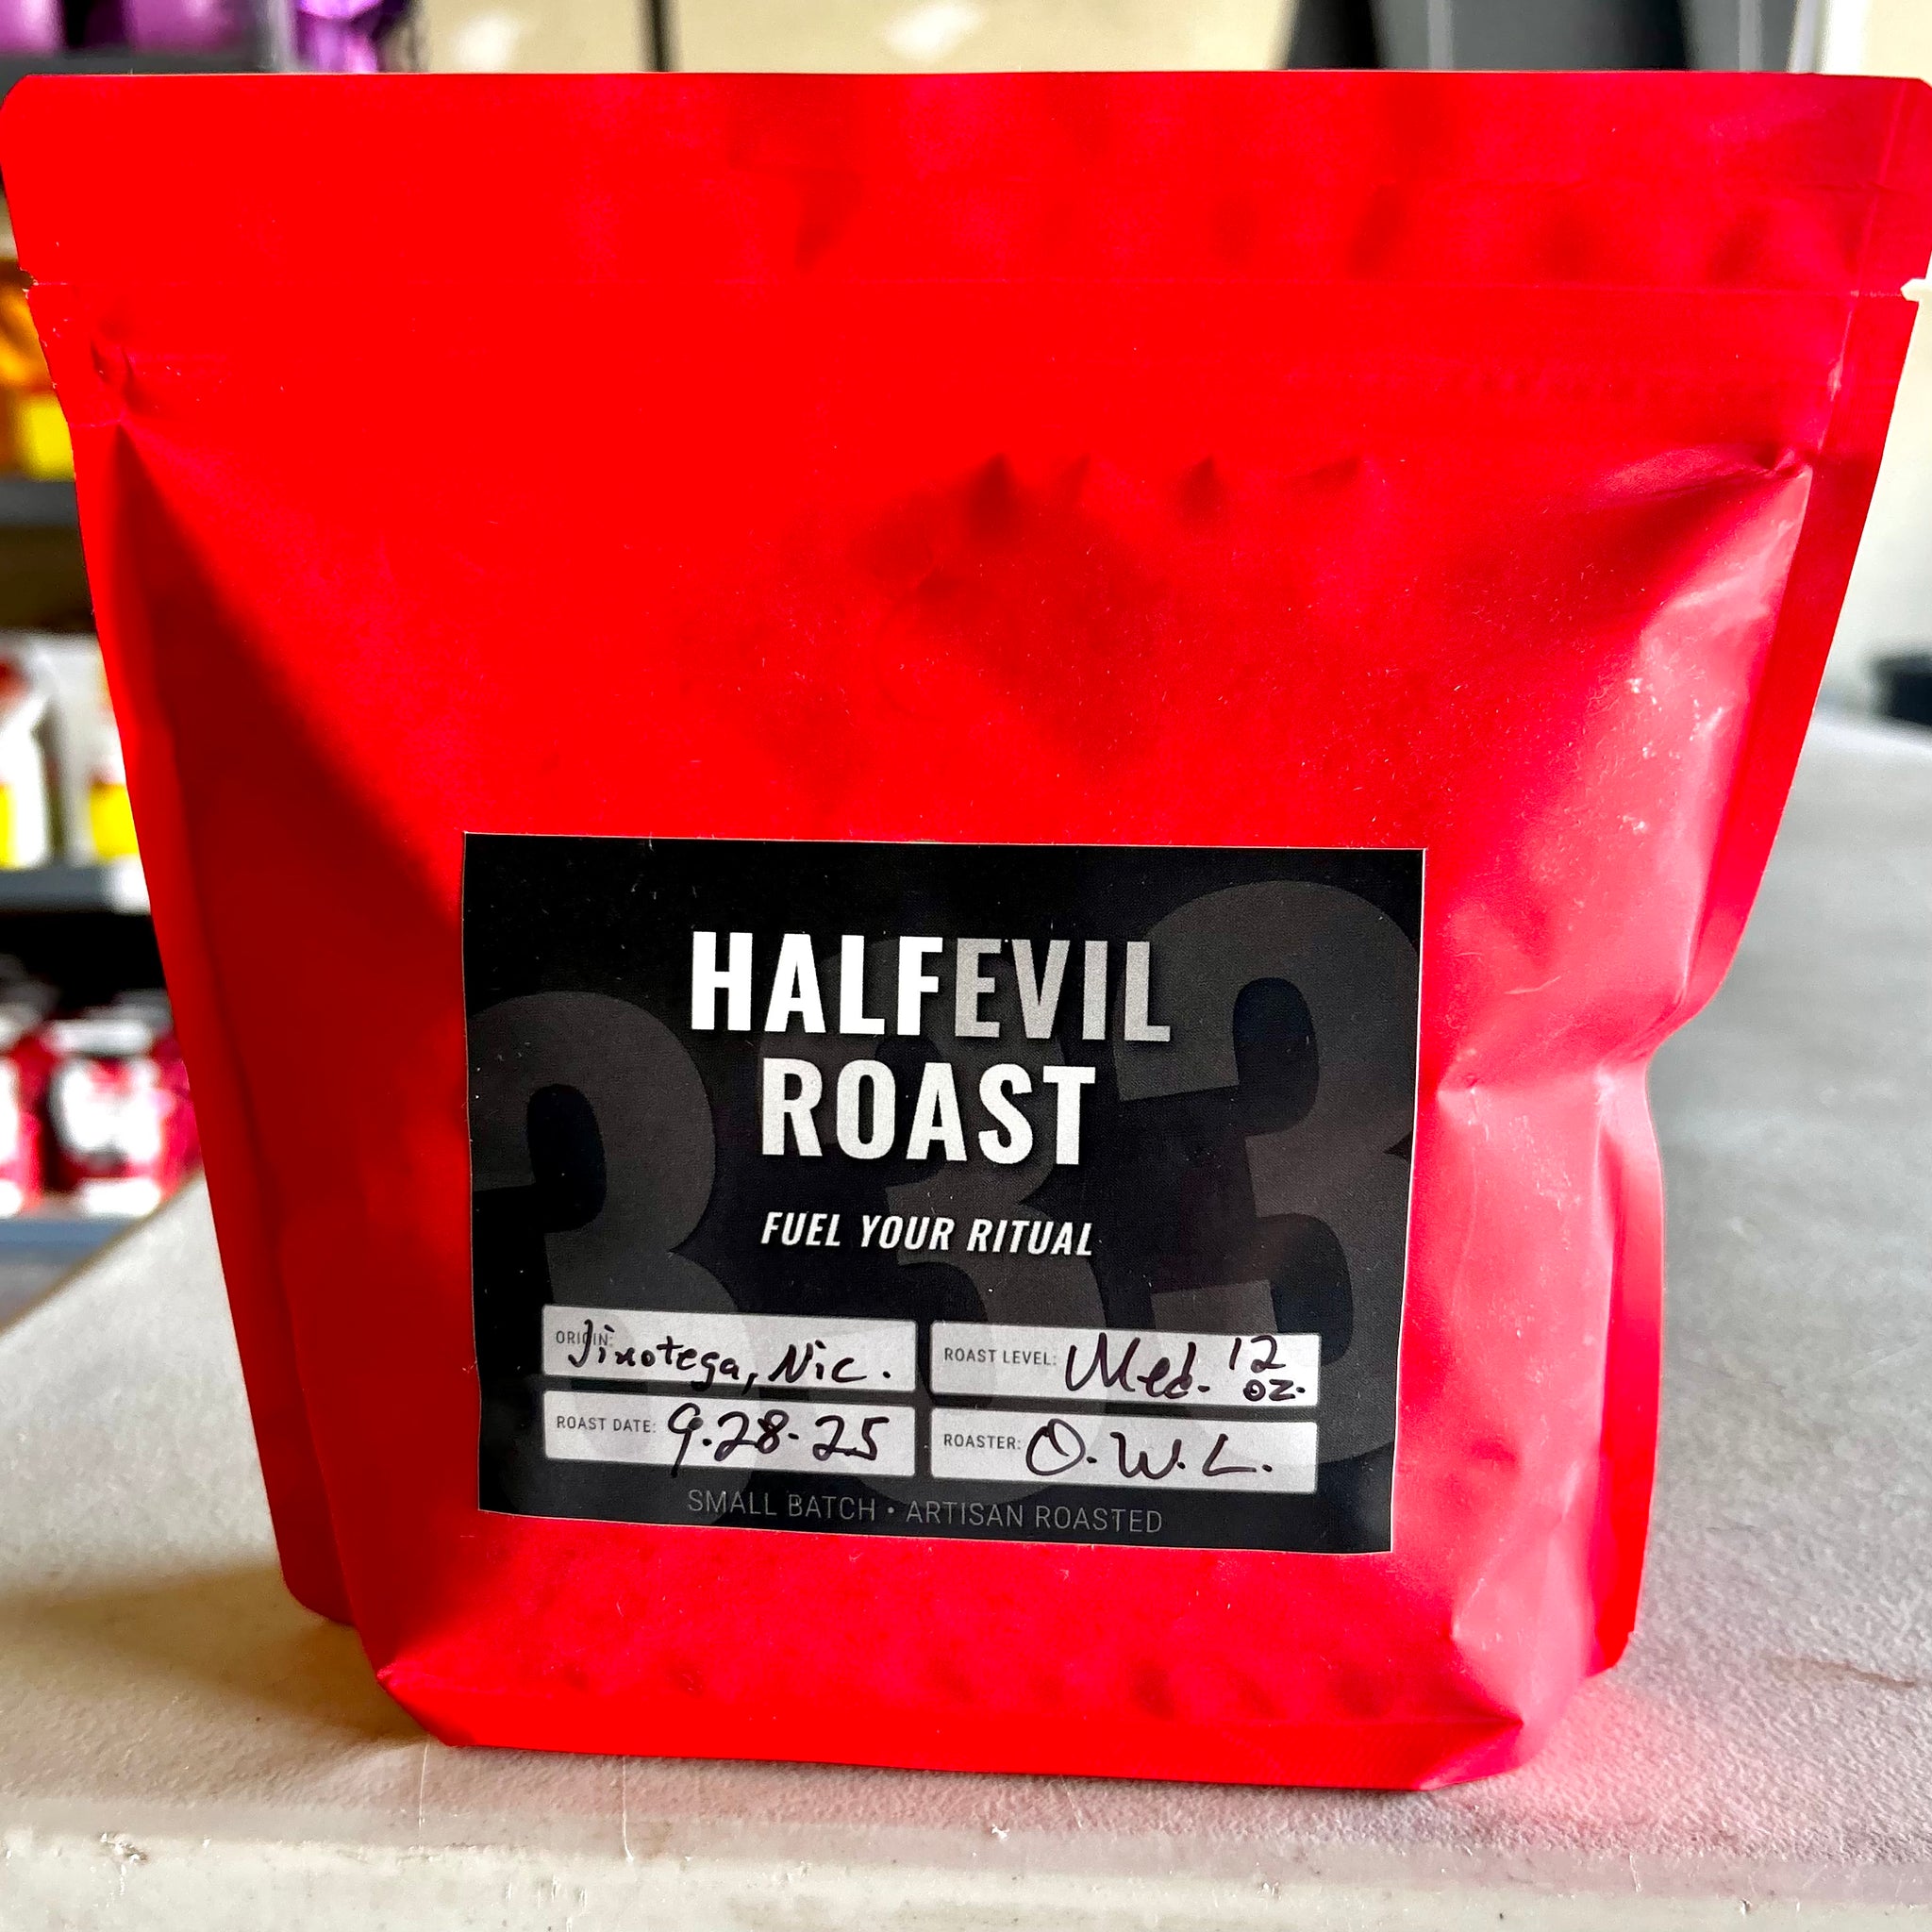 333
HALFEVIL
ROAST
FUEL YOUR RITUAL
ORIGIN: Jinotega, Nic.
ROAST LEVEL: Med. 12 oz.
ROAST DATE: 9.28.25
ROASTER: O.W.L.
SMALL BATCH • ARTISAN ROASTED